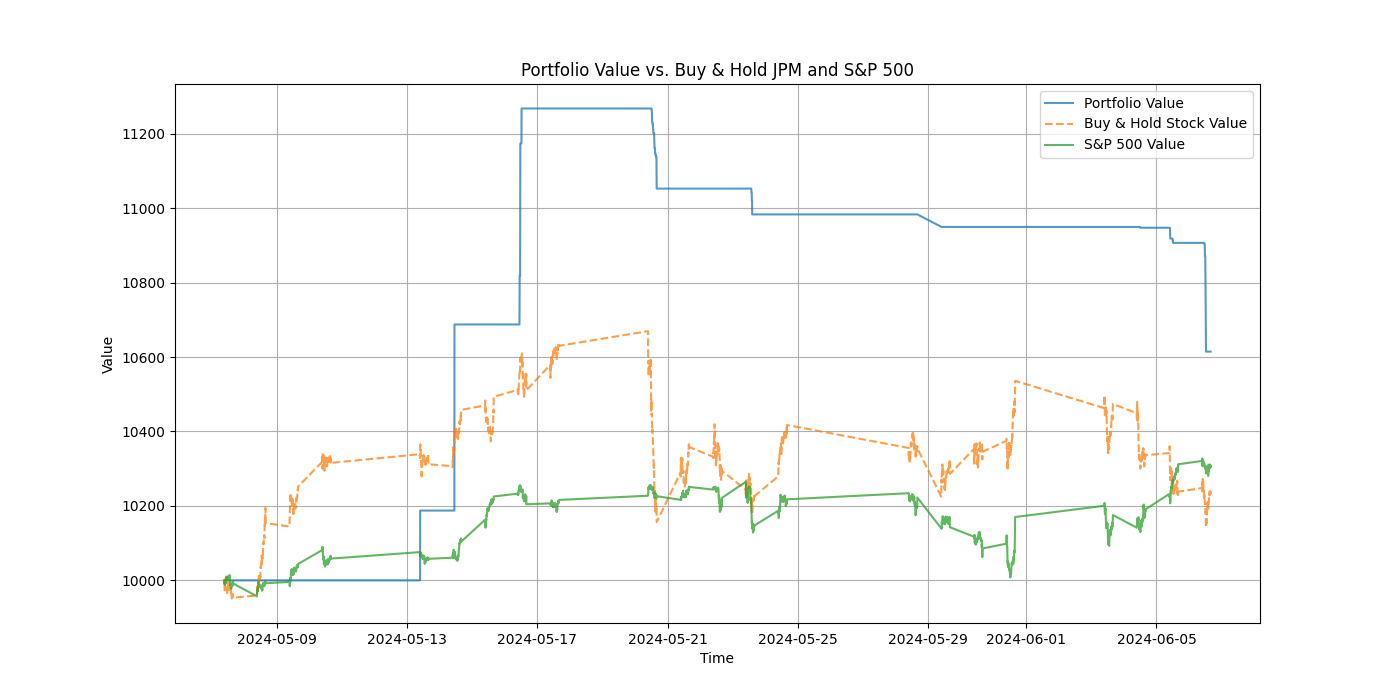 Portfolio Value vs. Buy & Hold JPM and S&P 500
Portfolio Value
Buy & Hold Stock Value
S&P 500 Value
Value
11200
11000
10800
10600
10400
10200
10000
2024-05-09
2024-05-13
2024-05-17
2024-05-21
2024-05-25
2024-05-29
2024-06-01
2024-06-05
Time